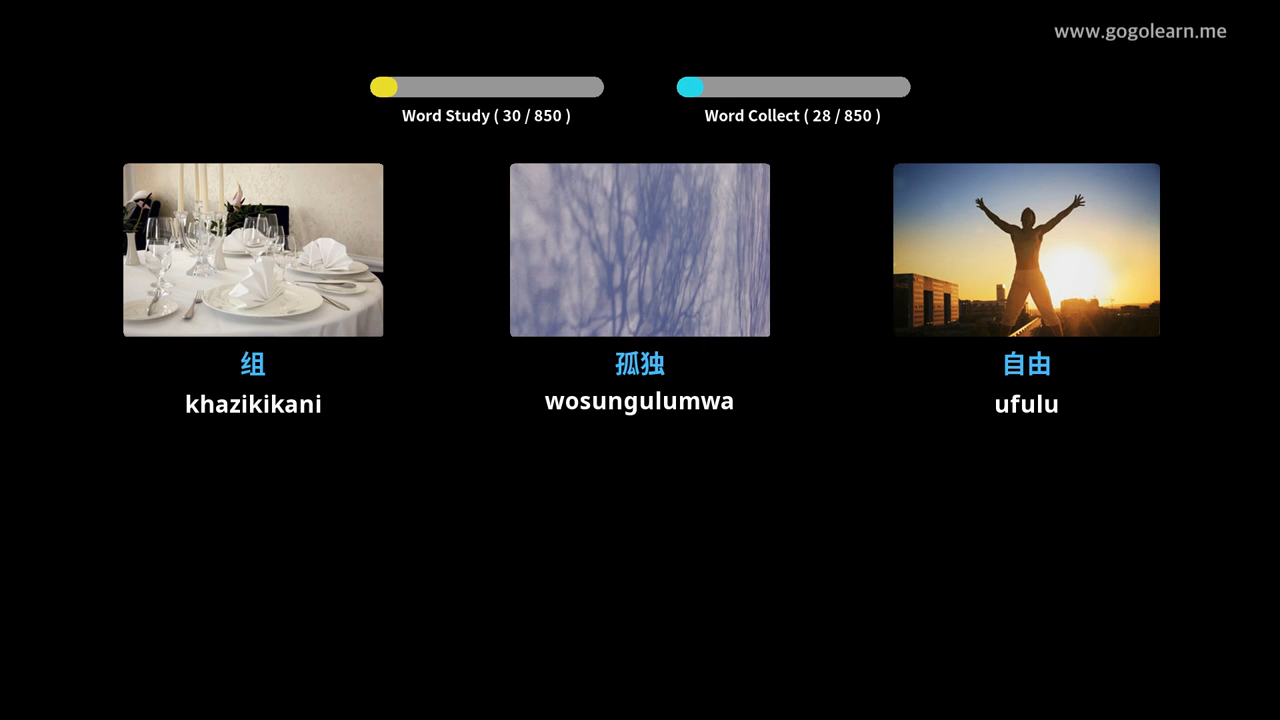 www.gogolearn.me
Word Study ( 30 / 850 )
Word Collect ( 28 / 850 )
组
khazikikani
孤独
wosungulumwa
自由
ufulu